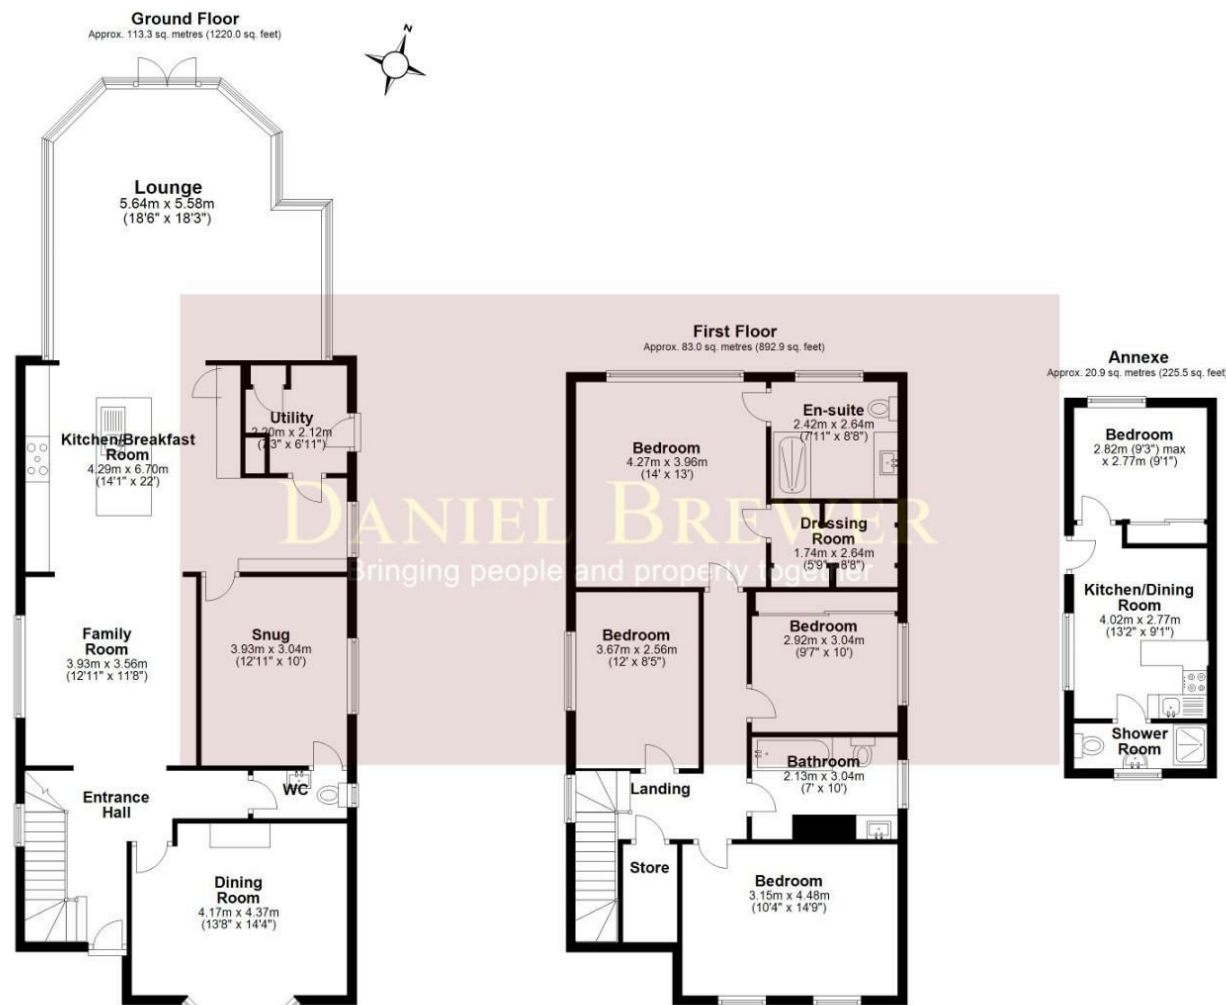 Ground Floor
Approx. 113.3 sq. metres (1220.0 sq. feet)
N
Lounge
5.64m x 5.58m
(18'6" x 18'3")
Utility
2.20m x 2.12m
(7'3" x 6'11")
Kitchen/Breakfast
Room
4.29m x 6.70m
(14'1" x 22')
Family
Room
3.93m x 3.56m
(12'11" x 11'8")
Snug
3.93m x 3.04m
(12'11" x 10')
WC
Entrance
Hall
Dining
Room
4.17m x 4.37m
(13'8" x 14'4")
First Floor
Approx. 83.0 sq. metres (892.9 sq. feet)
En-suite
2.42m x 2.64m
(7'11" x 8'8")
Bedroom
4.27m x 3.96m
(14' x 13')
Dressing
Room
1.74m x 2.64m
(5'9" x 8'8")
Bedroom
3.67m x 2.56m
(12' x 8'5")
Bedroom
2.92m x 3.04m
(9'7" x 10')
Bathroom
2.13m x 3.04m
(7' x 10')
Landing
Store
Bedroom
3.15m x 4.48m
(10'4" x 14'9")
Annexe
Approx. 20.9 sq. metres (225.5 sq. feet)
Bedroom
2.82m (9'3") max
x 2.77m (9'1")
Kitchen/Dining
Room
4.02m x 2.77m
(13'2" x 9'1")
Shower
Room
DANIEL BREWER
Bringing people and property together